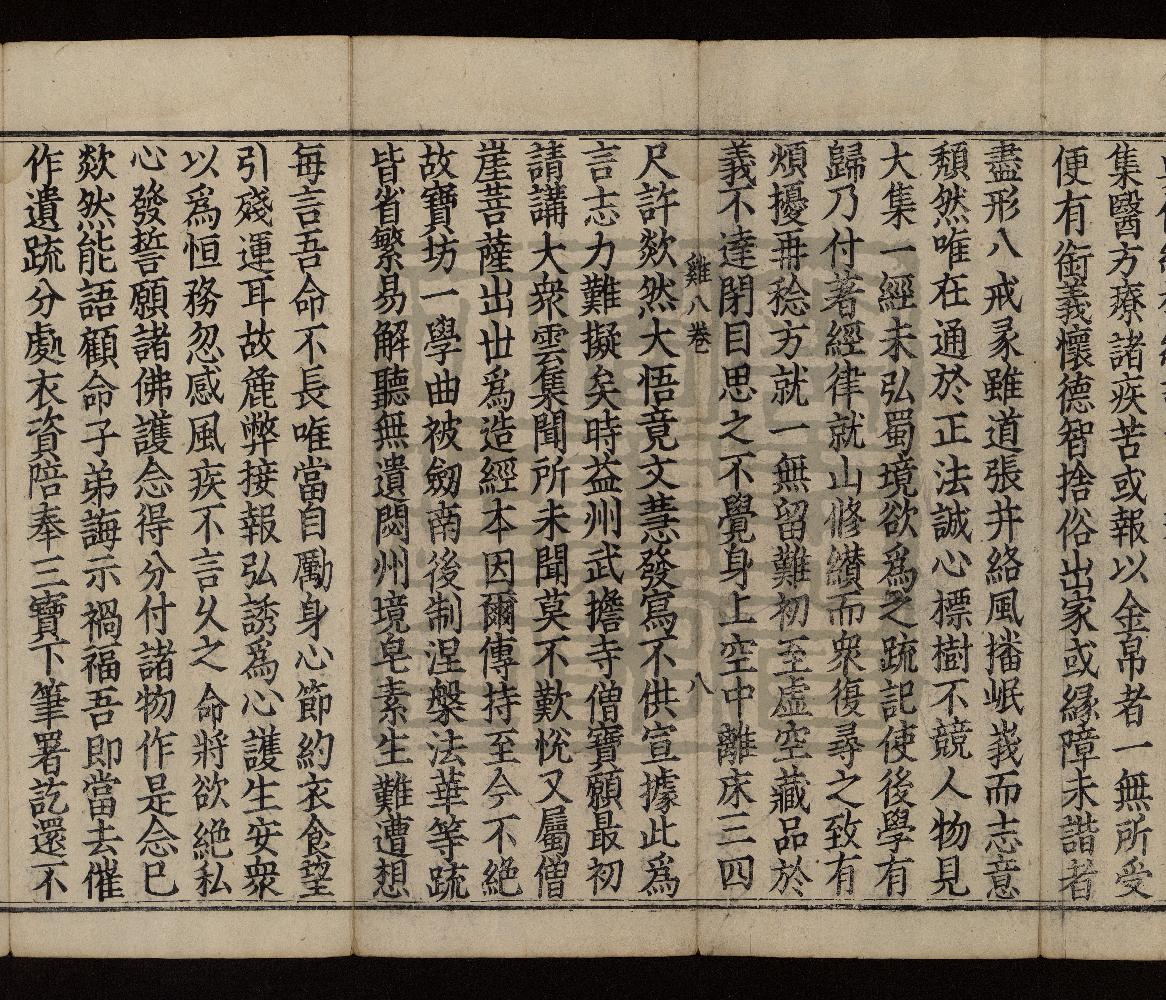 集醫方療諸疾苦或報以金帛者一無所受
便有銜義懷德智捨俗出家或緣障未諧者
盡形八戒永雖道張井絡風播岷峩而志意
頹然唯在通於正法誠心標樹不競人物見
大集一經未弘蜀境欲爲之疏記使後學有
歸乃付著經律就山修纘而衆復尋之致有
煩擾再稔方就一無留難初至虛空藏品於
義不達閉目思之不覺身上空中離床三四
雞八卷 八
尺許欻然大悟竟文慧發寫不供宣據此爲
言志力難擬矣時益州武擔寺僧寶願最初
請講大衆雲集聞所未聞莫不歎悅又屬僧
崖菩薩出世爲造經本因爾傳持至今不絕
故寶坊一學曲被劒南後制涅槃法華等疏
皆省繁易解聽無遺悶州境皂素生難遭想
每言吾命不長唯當自勵身心節約衣食望
引殘運耳故麁弊接報弘誘爲心護生安衆
以爲恒務忽感風疾不言久之命將欲絕私
心發誓願諸佛護念得分付諸物作是念已
欻然能語顧命子弟誨示禍福吾即當去催
作遺疏分處衣資陪奉三寶下筆署訖還不